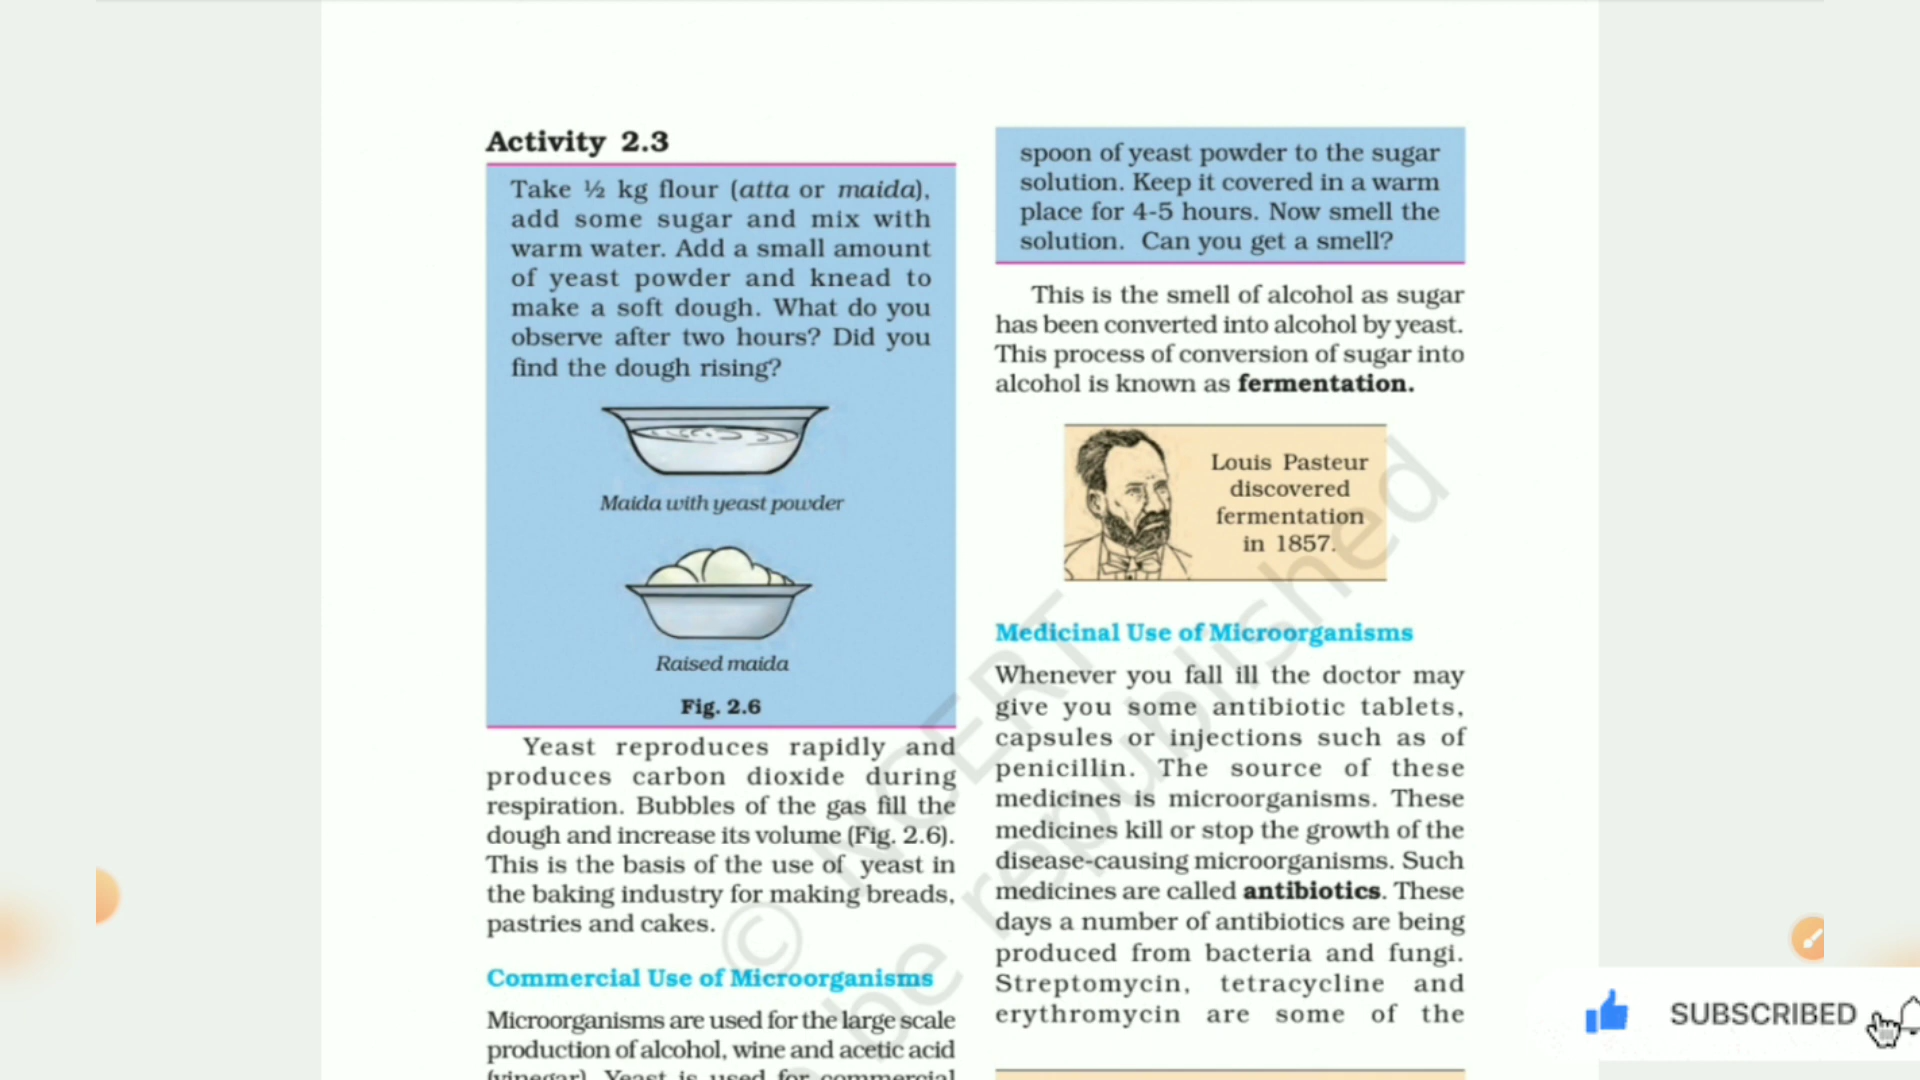 Activity 2.3
Take ½ kg flour (atta or maida),
add some sugar and mix with
warm water. Add a small amount
of yeast powder and knead to
make a soft dough. What do you
observe after two hours? Did you
find the dough rising?
Maida with yeast powder
Raised maida
Fig. 2.6
Yeast reproduces rapidly and
produces carbon dioxide during
respiration. Bubbles of the gas fill the
dough and increase its volume (Fig. 2.6).
This is the basis of the use of yeast in
the baking industry for making breads,
pastries and cakes.
Commercial Use of Microorganisms
Microorganisms are used for the large scale
production of alcohol, wine and acetic acid
(vinegar). Yeast is used for commercial
spoon of yeast powder to the sugar
solution. Keep it covered in a warm
place for 4-5 hours. Now smell the
solution. Can you get a smell?
This is the smell of alcohol as sugar
has been converted into alcohol by yeast.
This process of conversion of sugar into
alcohol is known as fermentation.
Louis Pasteur
discovered
fermentation
in 1857.
Medicinal Use of Microorganisms
Whenever you fall ill the doctor may
give you some antibiotic tablets,
capsules or injections such as of
penicillin. The source of these
medicines is microorganisms. These
medicines kill or stop the growth of the
disease-causing microorganisms. Such
medicines are called antibiotics. These
days a number of antibiotics are being
produced from bacteria and fungi.
Streptomycin, tetracycline and
erythromycin are some of the
© NCERT
be republished
SUBSCRIBED